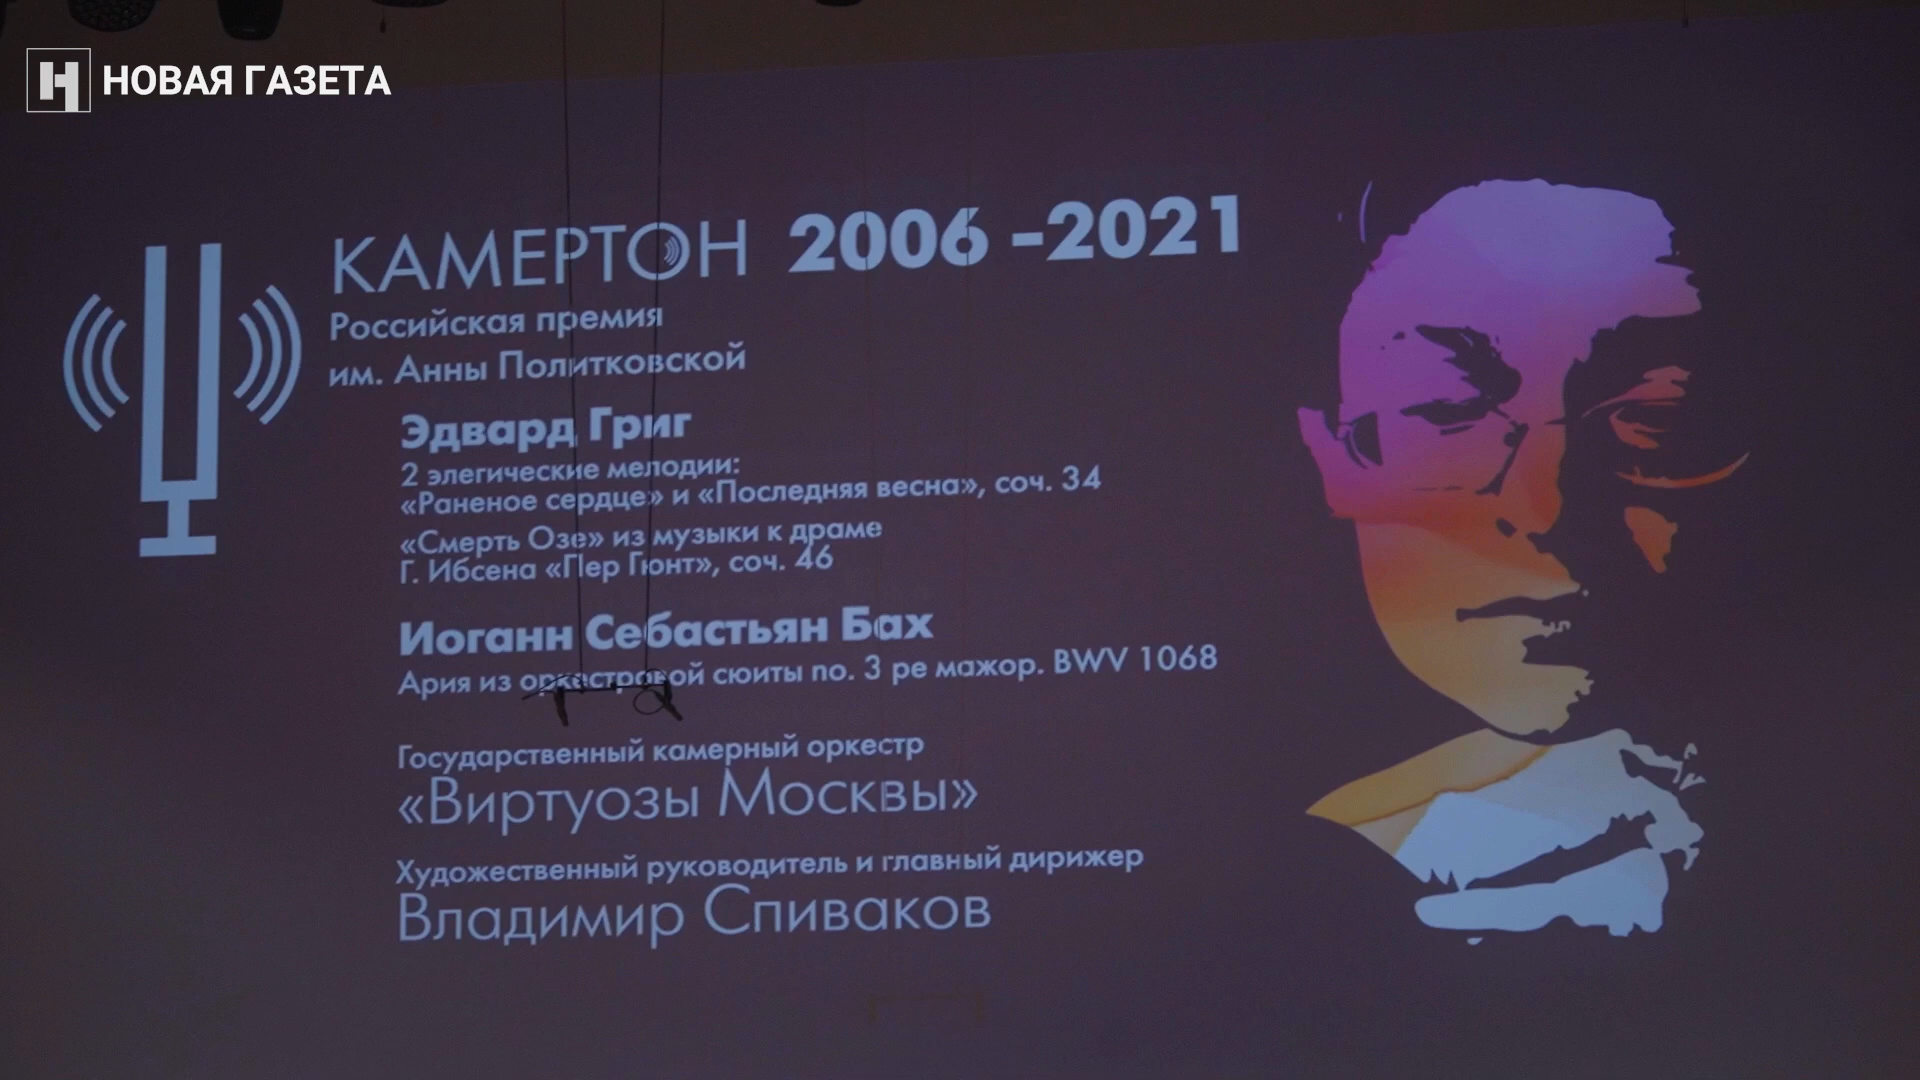 НОВАЯ ГАЗЕТА
КАМЕРТОН 2006 -2021
Российская премия
им. Анны Политковской
Эдвард Григ
2 элегические мелодии:
«Раненое сердце» и «Последняя весна», соч. 34
«Смерть Озе» из музыки к драме
Г. Ибсена «Пер Гюнт», соч. 46
Иоганн Себастьян Бах
Ария из оркестровой сюиты no. 3 ре мажор. BWV 1068
Государственный камерный оркестр
«Виртуозы Москвы»
Художественный руководитель и главный дирижер
Владимир Спиваков